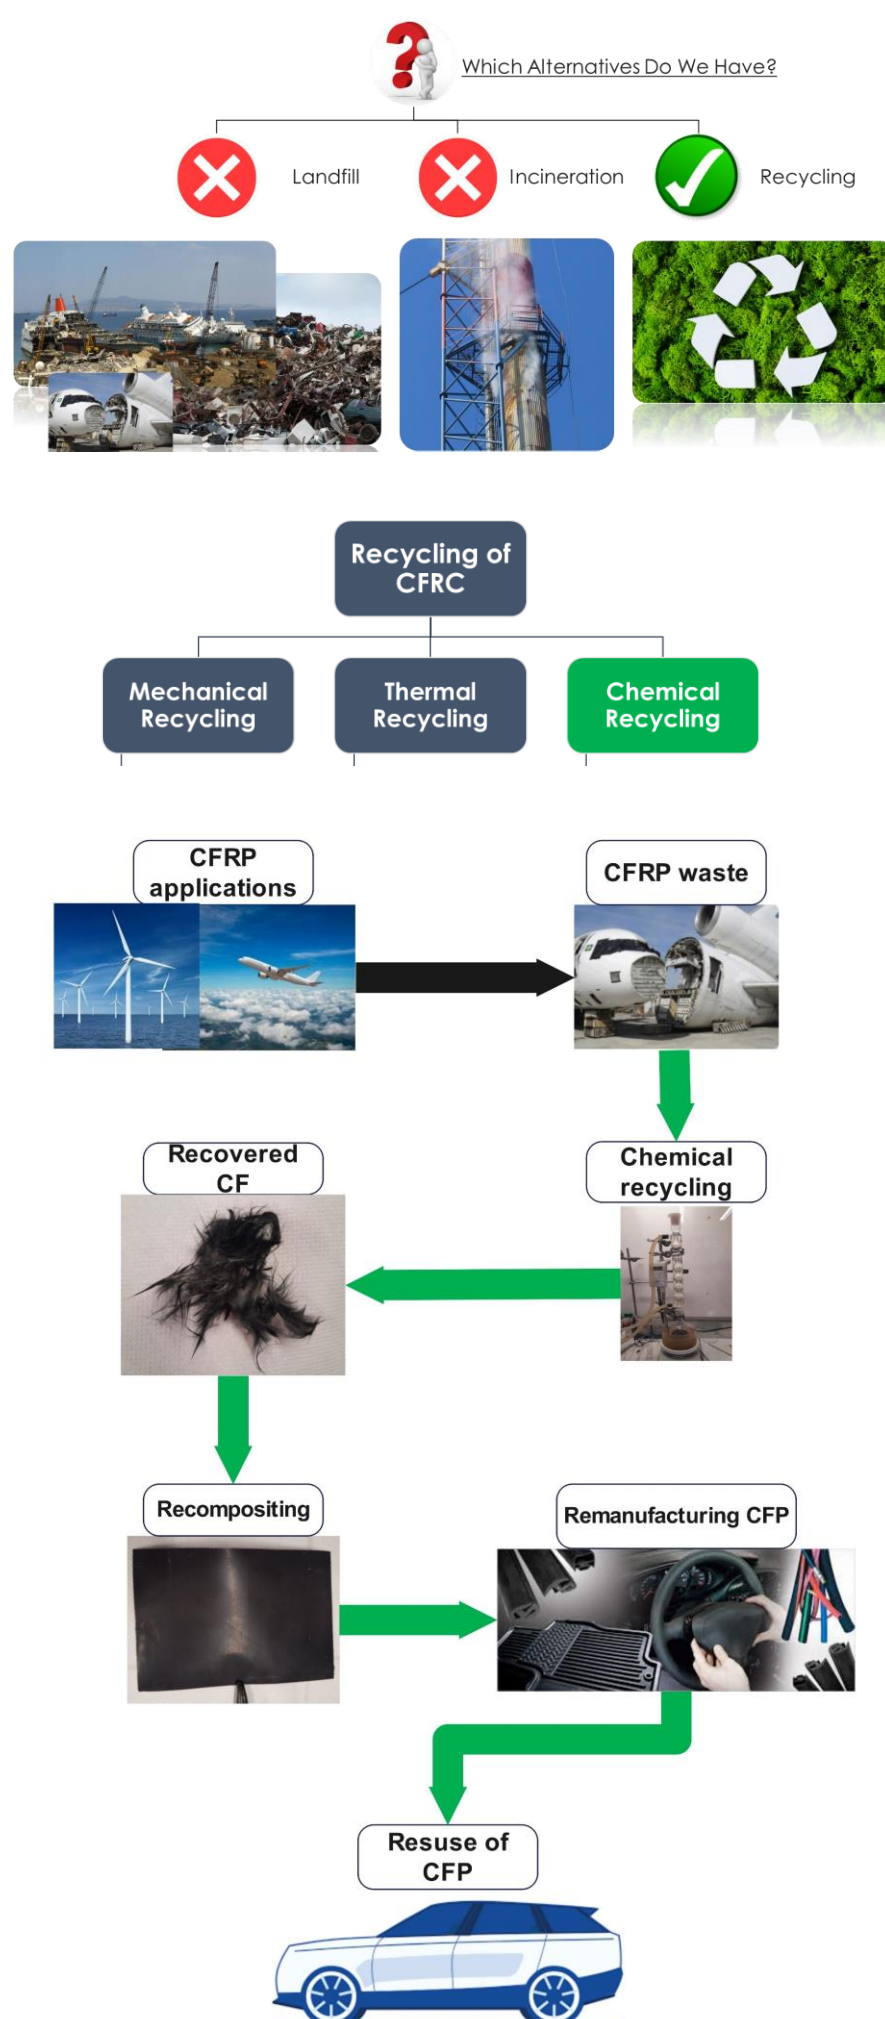 Which Alternatives Do We Have?
Landfill
Incineration
Recycling
Recycling of
CFRC
Mechanical
Recycling
Thermal
Recycling
Chemical
Recycling
CFRP
applications
CFRP waste
Recovered
CF
Chemical
recycling
Recompositing
Remanufacturing CFP
Resuse of
CFP